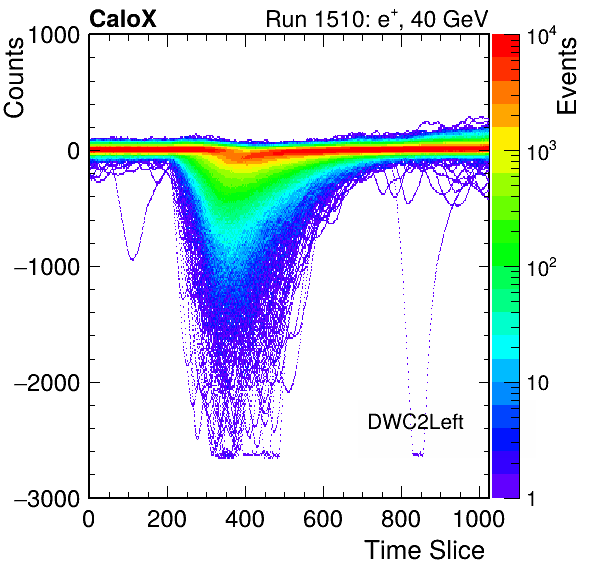 CaloX Run 1510: e⁺, 40 GeV
Counts
Events
1000
0
−1000
−2000
−3000
10⁴
10³
10²
10
1
DWC2Left
0 200 400 600 800 1000
Time Slice